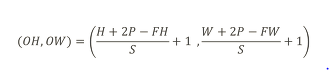 (OH, OW) = ( (H + 2P − FH)/S + 1 , (W + 2P − FW)/S + 1 )